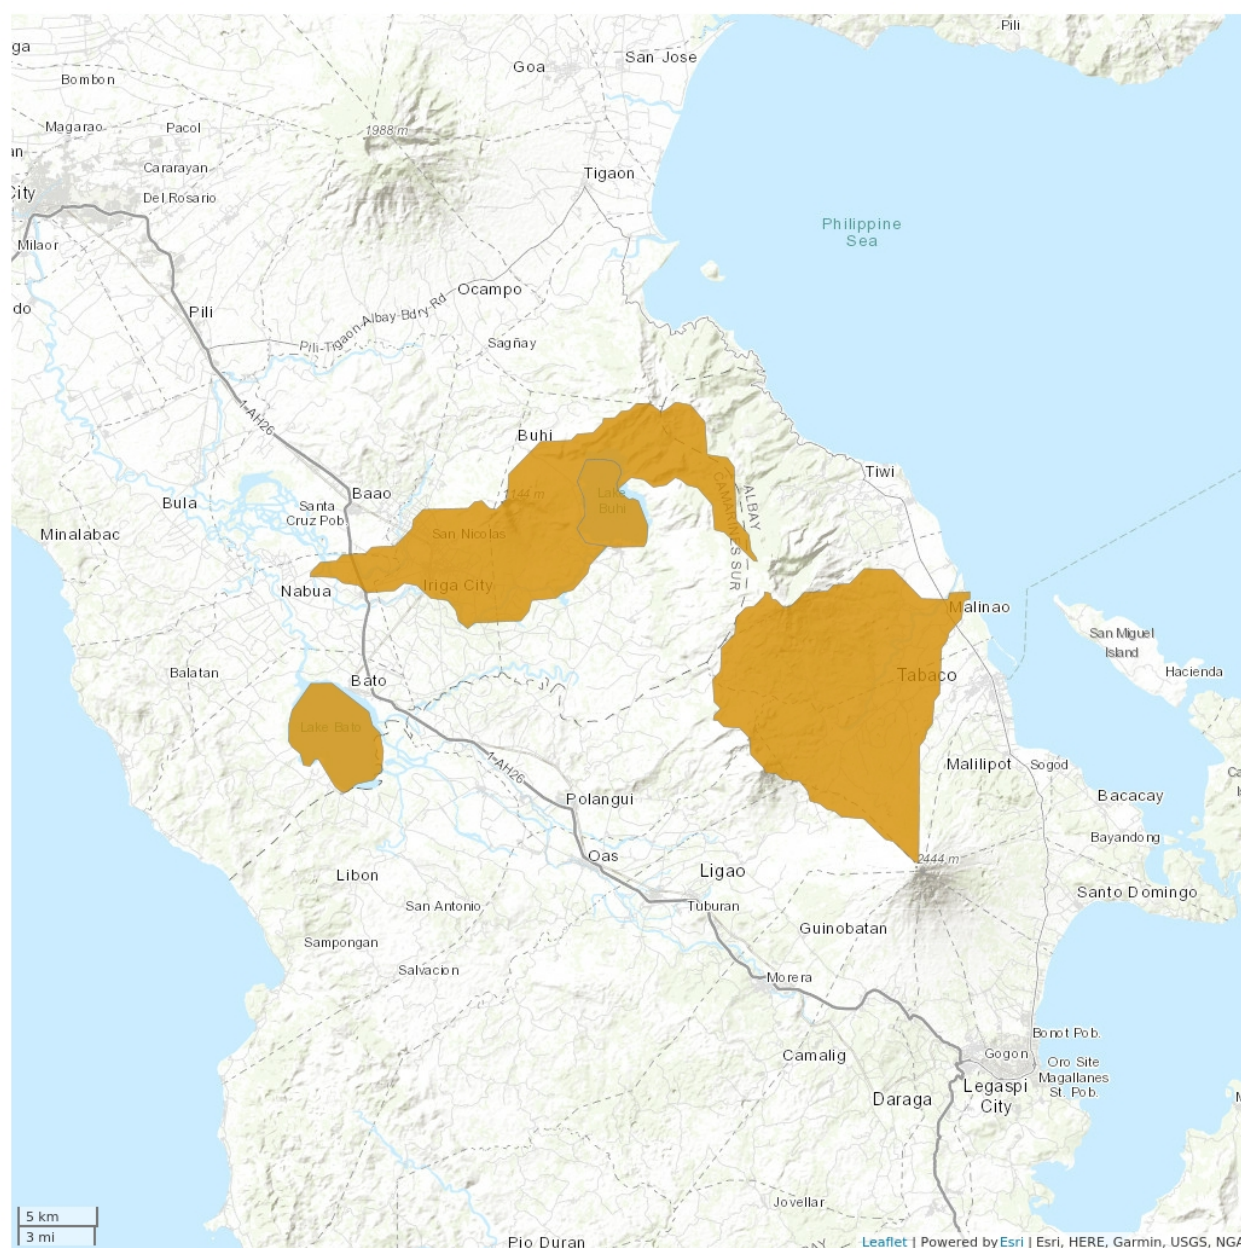 Pili
ga
Goa
San Jose
Bombon
Magarao
Pacol
1988 m
an
Cararayan
Tigaon
City
Del Rosario
Philippine
Sea
Milaor
Ocampo
do
Pili
Pili-Tigaon-Albay-Bdry-Rd
Sagñay
1-AH26
Buhi
Tiwi
Baao
1144 m
Lake
Buhi
ALBAY
CAMARINES SUR
Bula
Santa
Cruz Pob.
Minalabac
San Nicolas
Nabua
Iriga City
Malinao
San Miguel
Island
Balatan
Bato
Tabaco
Hacienda
Lake Bato
1-AH26
Malilipot
Sogod
Ca
Polangui
Bacacay
Bayandong
Oas
2444 m
Libon
Ligao
Santo Domingo
San Antonio
Tuburan
Guinobatan
Sampongan
Salvacion
Morera
Bonot Pob.
Camalig
Gogon
Oro Site
Magallanes
St. Pob.
Daraga
Legaspi
City
Jovellar
5 km
3 mi
Pio Duran
Leaflet | Powered by Esri | Esri, HERE, Garmin, USGS, NGA